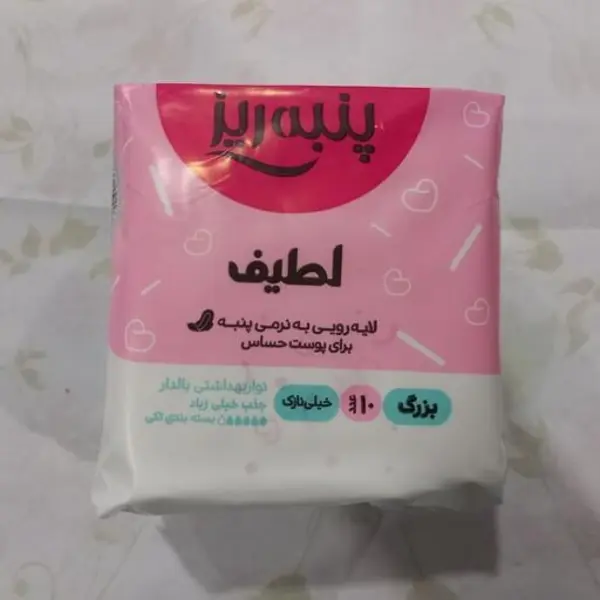 پنبه‌ریز
لطیف
لایه رویی به نرمی پنبه
برای پوست حساس
بزرگ
۱۰ عدد
خیلی نازک
نوار بهداشتی بالدار
جذب خیلی زیاد
بسته بندی تکی